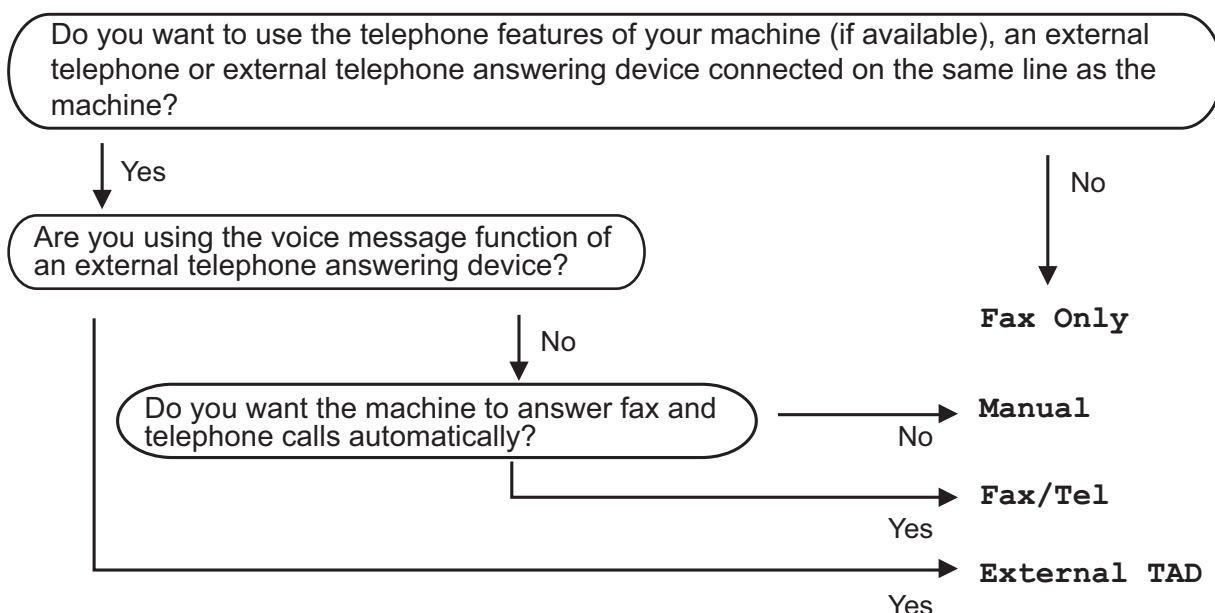 Do you want to use the telephone features of your machine (if available), an external
telephone or external telephone answering device connected on the same line as the
machine?
Yes
No
Are you using the voice message function of
an external telephone answering device?
Fax Only
No
Do you want the machine to answer fax and
telephone calls automatically?
Manual
No
Fax/Tel
Yes
External TAD
Yes